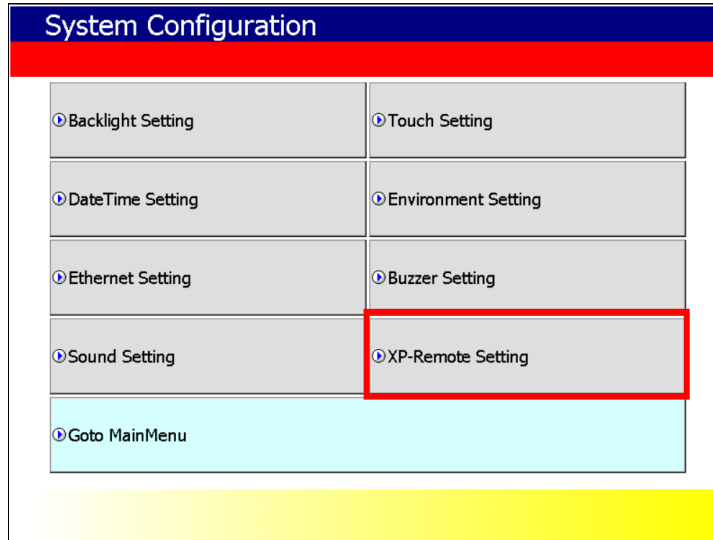 System Configuration
Backlight Setting
Touch Setting
DateTime Setting
Environment Setting
Ethernet Setting
Buzzer Setting
Sound Setting
XP-Remote Setting
Goto MainMenu